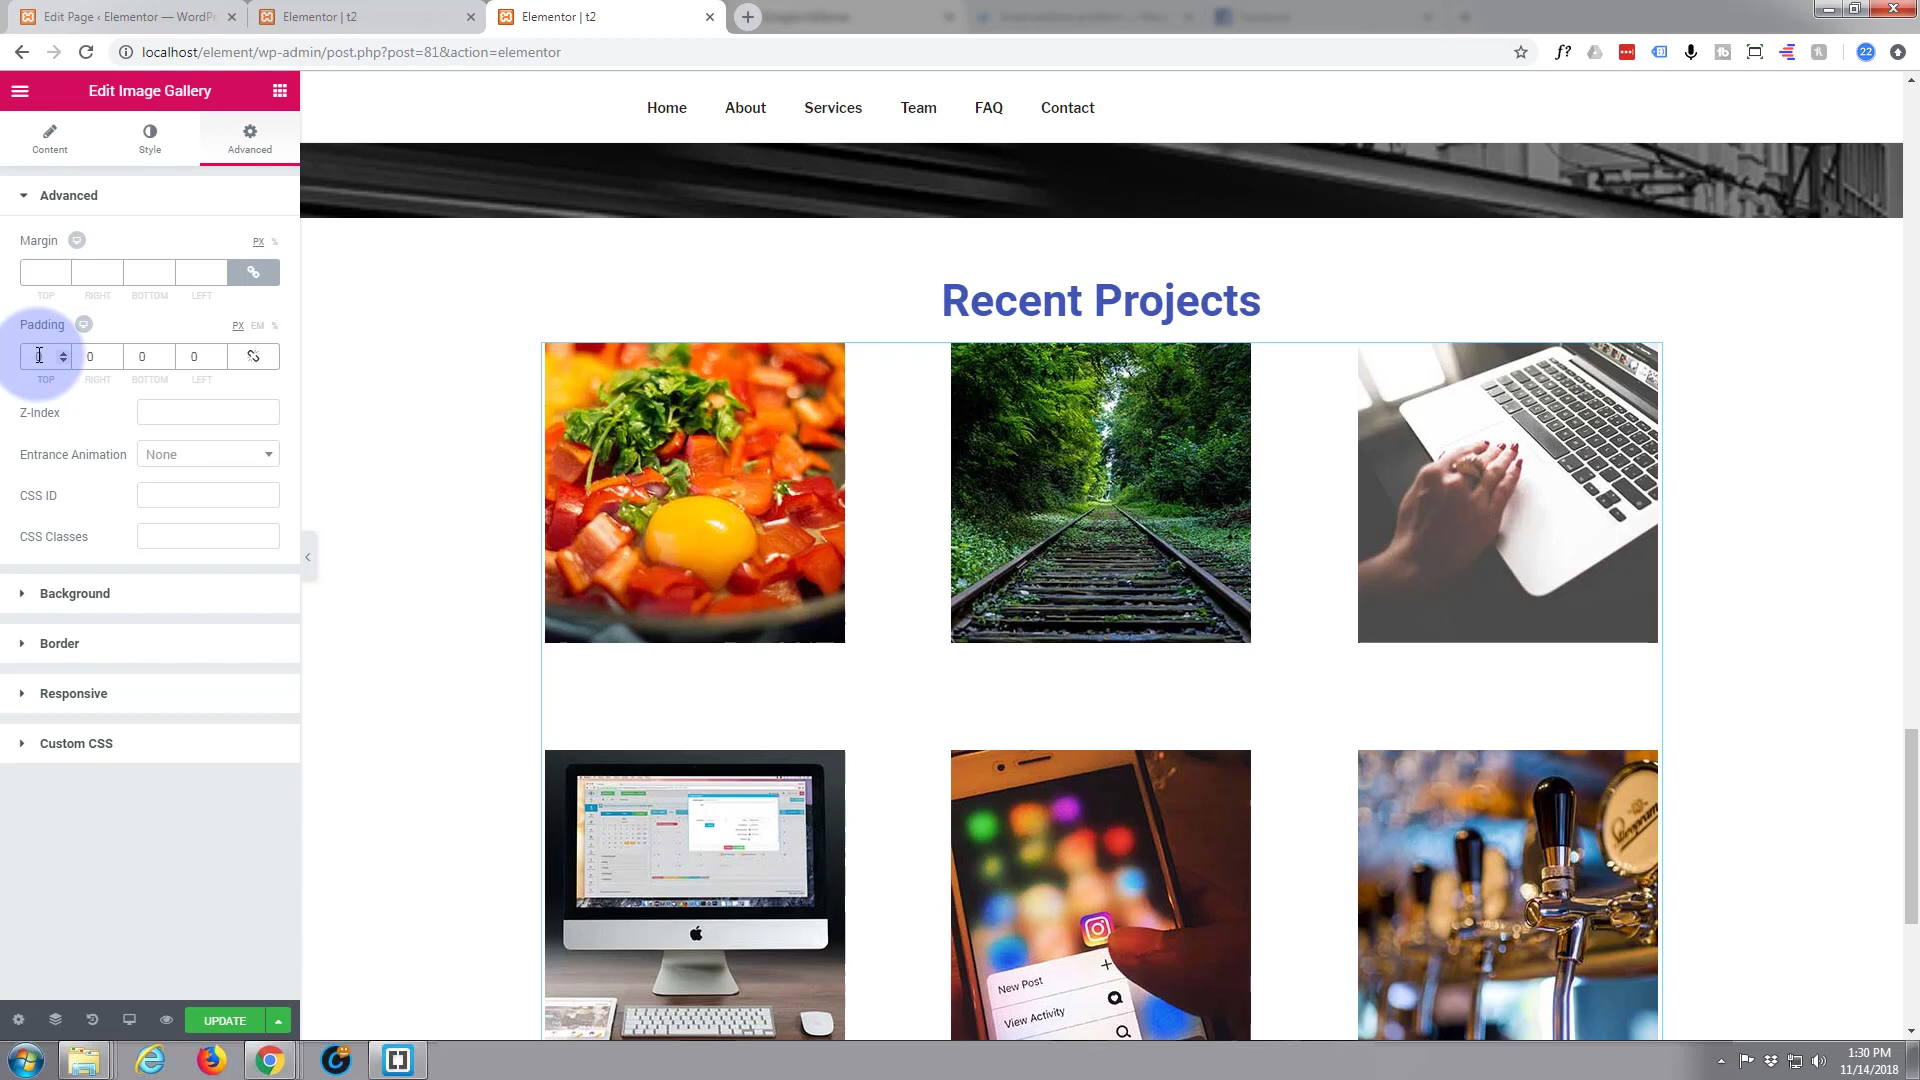 Edit Page ‹ Elementor — WordPr
Elementor | t2
Elementor | t2
localhost/element/wp-admin/post.php?post=81&action=elementor
f?
22
Edit Image Gallery
Content
Style
Advanced
Home
About
Services
Team
FAQ
Contact
Advanced
Margin
PX
%
TOP
RIGHT
BOTTOM
LEFT
Padding
PX
EM
%
0
0
0
0
TOP
RIGHT
BOTTOM
LEFT
Z-Index
Entrance Animation
None
CSS ID
CSS Classes
Background
Border
Responsive
Custom CSS
Recent Projects
New Post
View Activity
UPDATE
1:30 PM
11/14/2018